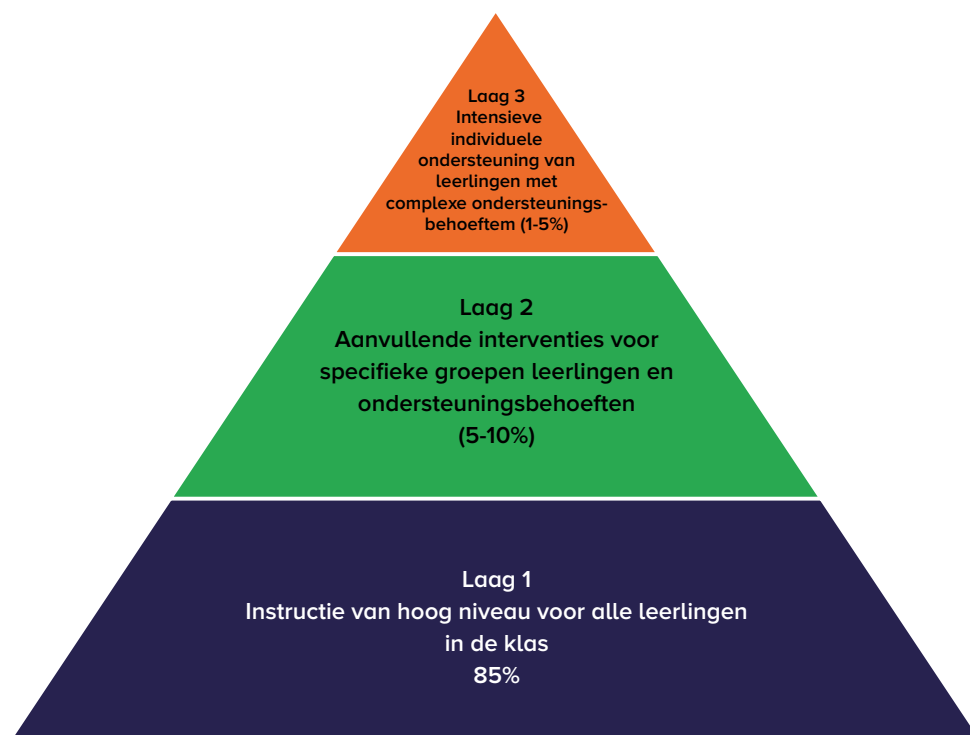 Laag 3
Intensieve
individuele
ondersteuning van
leerlingen met
complexe ondersteunings-
behoeftem (1-5%)
Laag 2
Aanvullende interventies voor
specifieke groepen leerlingen en
ondersteuningsbehoeften
(5-10%)
Laag 1
Instructie van hoog niveau voor alle leerlingen
in de klas
85%